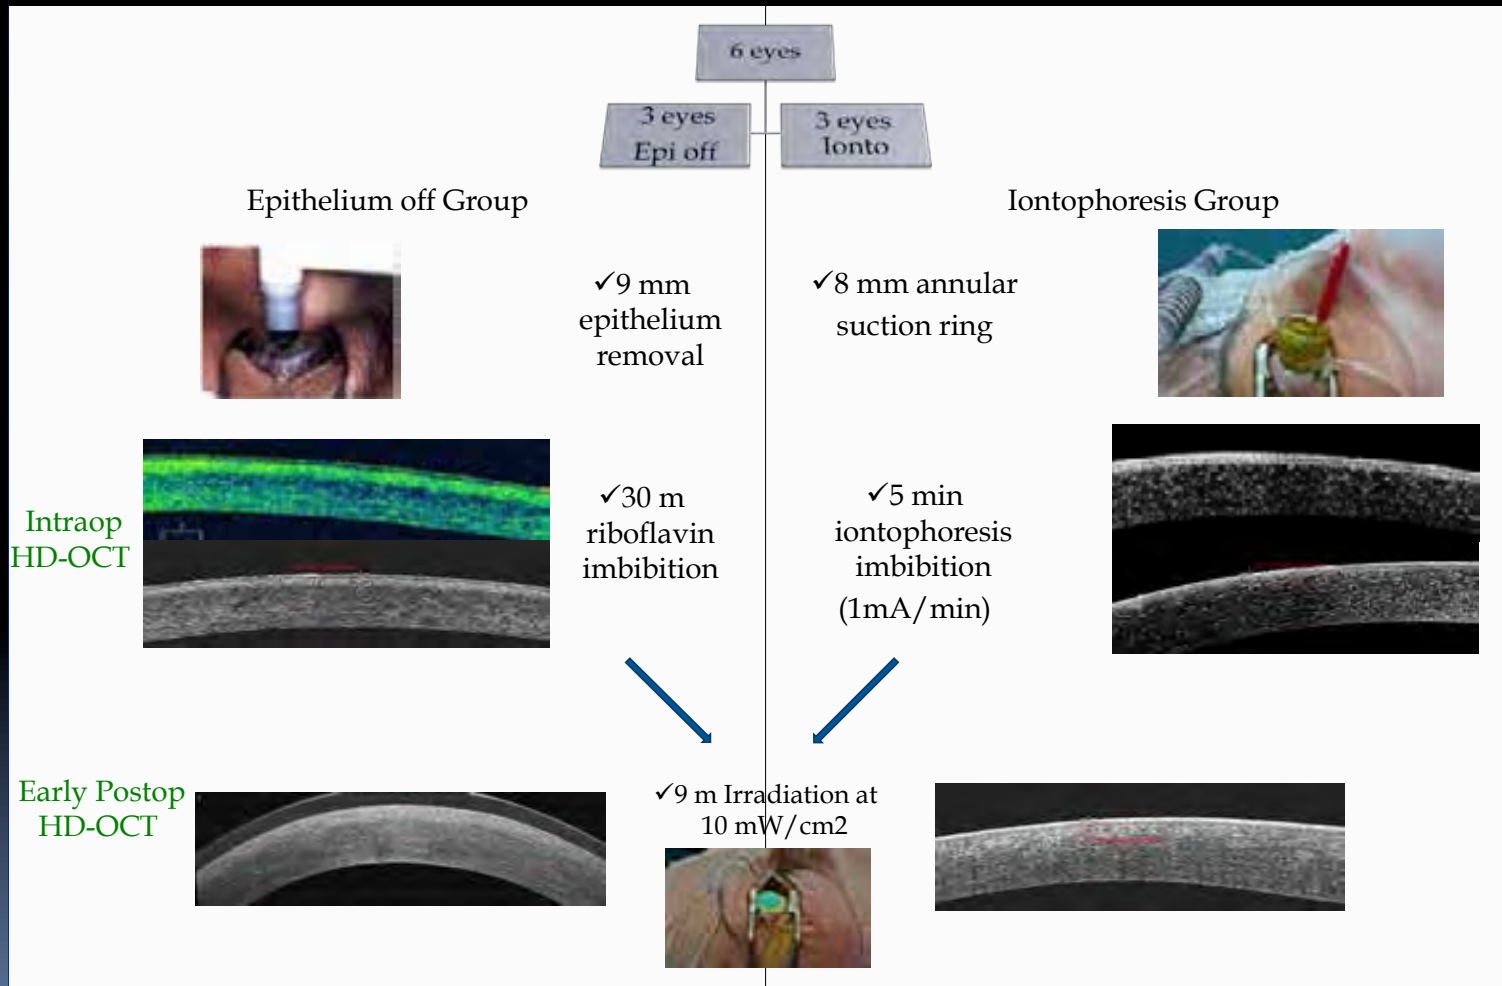 6 eyes
3 eyes
Epi off
3 eyes
Ionto
Epithelium off Group
Iontophoresis Group
✓9 mm
epithelium
removal
✓8 mm annular
suction ring
Intraop
HD-OCT
✓30 m
riboflavin
imbibition
✓5 min
iontophoresis
imbibition
(1mA/min)
Early Postop
HD-OCT
✓9 m Irradiation at
10 mW/cm2